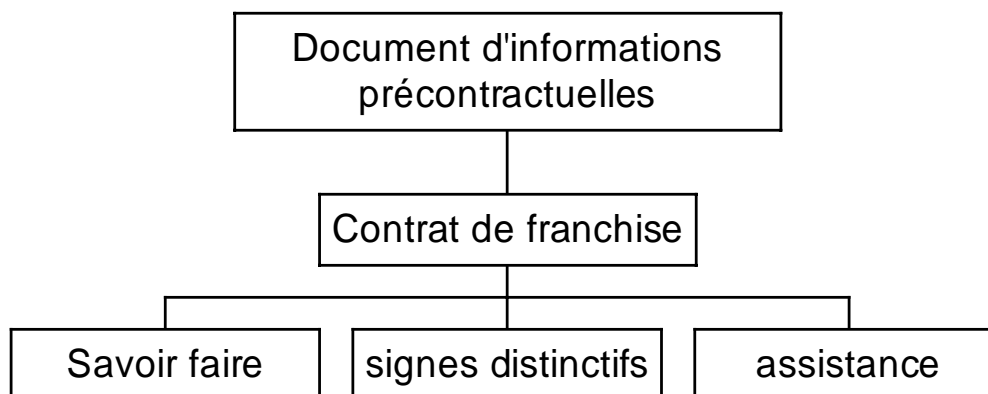 Document d'informations
précontractuelles
Contrat de franchise
Savoir faire
signes distinctifs
assistance